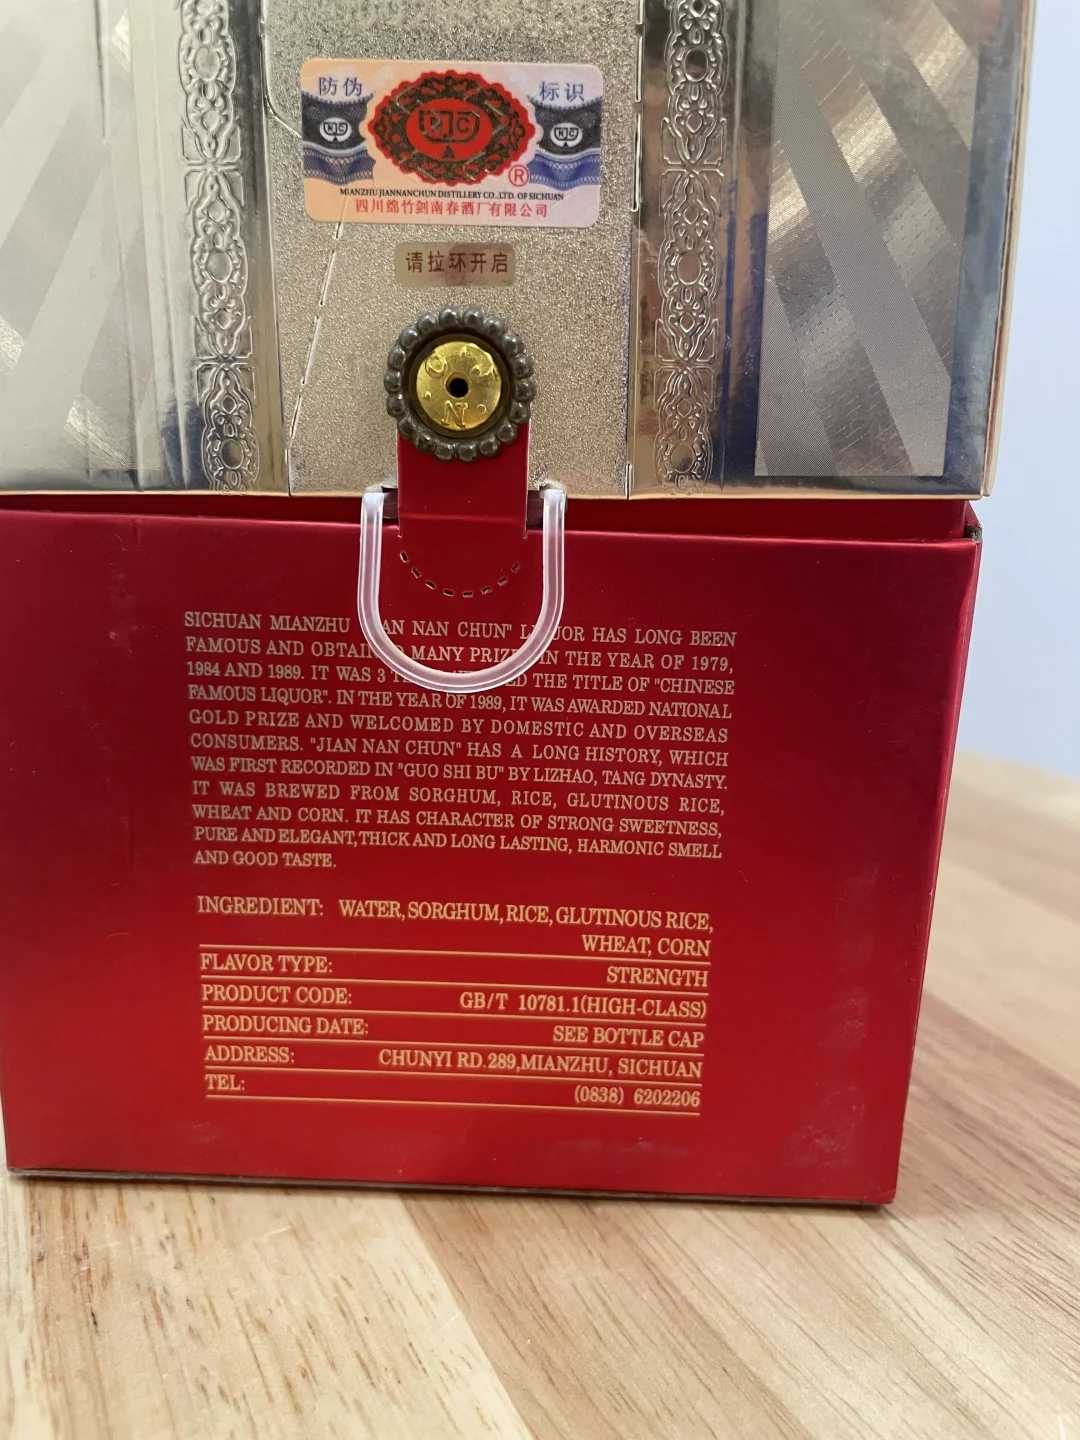 防伪 标识
NJC
®
MIANZHU JIANNANCHUN DISTILLERY CO.,LTD. OF SICHUAN
四川绵竹剑南春酒厂有限公司
请拉环开启
SICHUAN MIANZHU AN NAN CHUN" HAS LONG BEEN
FAMOUS AND MANY IN THE YEAR OF 1979,
1984 AND 1989. IT WAS 3 THE TITLE OF "CHINESE
FAMOUS LIQUOR". IN THE YEAR OF 1989, IT WAS AWARDED NATIONAL
GOLD PRIZE AND WELCOMED BY DOMESTIC AND OVERSEAS
CONSUMERS. "JIAN NAN CHUN" HAS A LONG HISTORY, WHICH
WAS FIRST RECORDED IN "GUO SHI BU" BY LIZHAO, TANG DYNASTY.
IT WAS BREWED FROM SORGHUM, RICE, GLUTINOUS RICE,
WHEAT AND CORN. IT HAS CHARACTER OF STRONG SWEETNESS,
PURE AND ELEGANT,THICK AND LONG LASTING, HARMONIC SMELL
AND GOOD TASTE.
INGREDIENT: WATER, SORGHUM, RICE, GLUTINOUS RICE,
WHEAT, CORN
FLAVOR TYPE: STRENGTH
PRODUCT CODE: GB/T 10781.1(HIGH-CLASS)
PRODUCING DATE: SEE BOTTLE CAP
ADDRESS: CHUNYI RD.289,MIANZHU, SICHUAN
TEL: (0838) 6202206